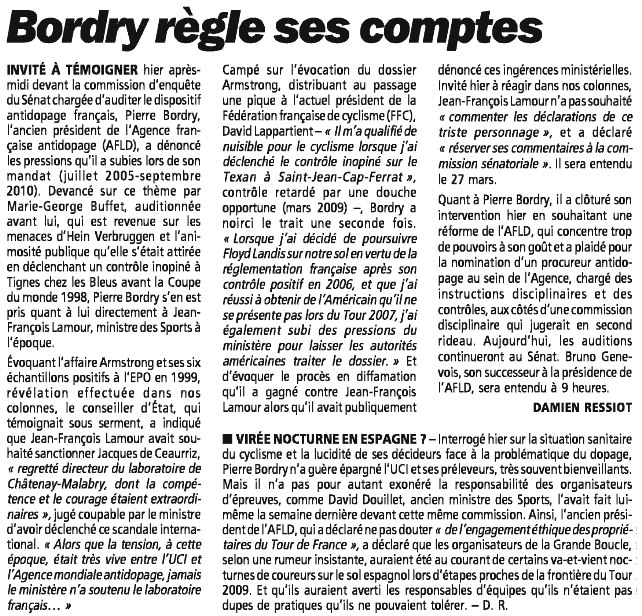 Bordry règle ses comptes
INVITÉ À TÉMOIGNER hier après-
midi devant la commission d'enquête
du Sénat chargée d'auditer le dispositif
antidopage français, Pierre Bordry,
l'ancien président de l'Agence fran-
çaise antidopage (AFLD), a dénoncé
les pressions qu'il a subies lors de son
mandat (juillet 2005-septembre
2010). Devancé sur ce thème par
Marie-George Buffet, auditionnée
avant lui, qui est revenue sur les
menaces d'Hein Verbruggen et l'ani-
mosité publique qu'elle s'était attirée
en déclenchant un contrôle inopiné à
Tignes chez les Bleus avant la Coupe
du monde 1998, Pierre Bordry s'en est
pris quant à lui directement à Jean-
François Lamour, ministre des Sports à
l'époque.
Évoquant l'affaire Armstrong et ses six
échantillons positifs à l'EPO en 1999,
révélation effectuée dans nos
colonnes, le conseiller d'État, qui
témoignait sous serment, a indiqué
que Jean-François Lamour avait sou-
haité sanctionner Jacques de Ceaurriz,
« regretté directeur du laboratoire de
Châtenay-Malabry, dont la compé-
tence et le courage étaient extraordi-
naires », jugé coupable par le ministre
d'avoir déclenché ce scandale interna-
tional. « Alors que la tension, à cette
époque, était très vive entre l'UCI et
l'Agence mondiale antidopage, jamais
le ministère n'a soutenu le laboratoire
français... »
Campé sur l'évocation du dossier
Armstrong, distribuant au passage
une pique à l'actuel président de la
Fédération française de cyclisme (FFC),
David Lappartient – « Il m'a qualifié de
nuisible pour le cyclisme lorsque j'ai
déclenché le contrôle inopiné sur le
Texan à Saint-Jean-Cap-Ferrat »,
contrôle retardé par une douche
opportune (mars 2009) –, Bordry a
noirci le trait une seconde fois.
« Lorsque j'ai décidé de poursuivre
Floyd Landis sur notre sol en vertu de la
réglementation française après son
contrôle positif en 2006, et que j'ai
réussi à obtenir de l'Américain qu'il ne
se présente pas lors du Tour 2007, j'ai
également subi des pressions du
ministère pour laisser les autorités
américaines traiter le dossier. » Et
d'évoquer le procès en diffamation
qu'il a gagné contre Jean-François
Lamour alors qu'il avait publiquement
dénoncé ces ingérences ministérielles.
Invité hier à réagir dans nos colonnes,
Jean-François Lamour n'a pas souhaité
« commenter les déclarations de ce
triste personnage », et a déclaré
« réserver ses commentaires à la com-
mission sénatoriale ». Il sera entendu
le 27 mars.
Quant à Pierre Bordry, il a clôturé son
intervention hier en souhaitant une
réforme de l'AFLD, qui concentre trop
de pouvoirs à son goût et a plaidé pour
la nomination d'un procureur antido-
page au sein de l'Agence, chargé des
instructions disciplinaires et des
contrôles, aux côtés d'une commission
disciplinaire qui jugerait en second
rideau. Aujourd'hui, les auditions
continueront au Sénat. Bruno Gene-
vois, son successeur à la présidence de
l'AFLD, sera entendu à 9 heures.
DAMIEN RESSIOT
■ VIRÉE NOCTURNE EN ESPAGNE ? – Interrogé hier sur la situation sanitaire
du cyclisme et la lucidité de ses décideurs face à la problématique du dopage,
Pierre Bordry n'a guère épargné l'UCI et ses préleveurs, très souvent bienveillants.
Mais il n'a pas pour autant exonéré la responsabilité des organisateurs
d'épreuves, comme David Douillet, ancien ministre des Sports, l'avait fait lui-
même la semaine dernière devant cette même commission. Ainsi, l'ancien prési-
dent de l'AFLD, qui a déclaré ne pas douter « de l'engagement éthique des proprié-
taires du Tour de France », a déclaré que les organisateurs de la Grande Boucle,
selon une rumeur insistante, auraient été au courant de certains va-et-vient noc-
turnes de coureurs sur le sol espagnol lors d'étapes proches de la frontière du Tour
2009. Et qu'ils auraient averti les responsables d'équipes qu'ils n'étaient pas
dupes de pratiques qu'ils ne pouvaient tolérer. – D. R.